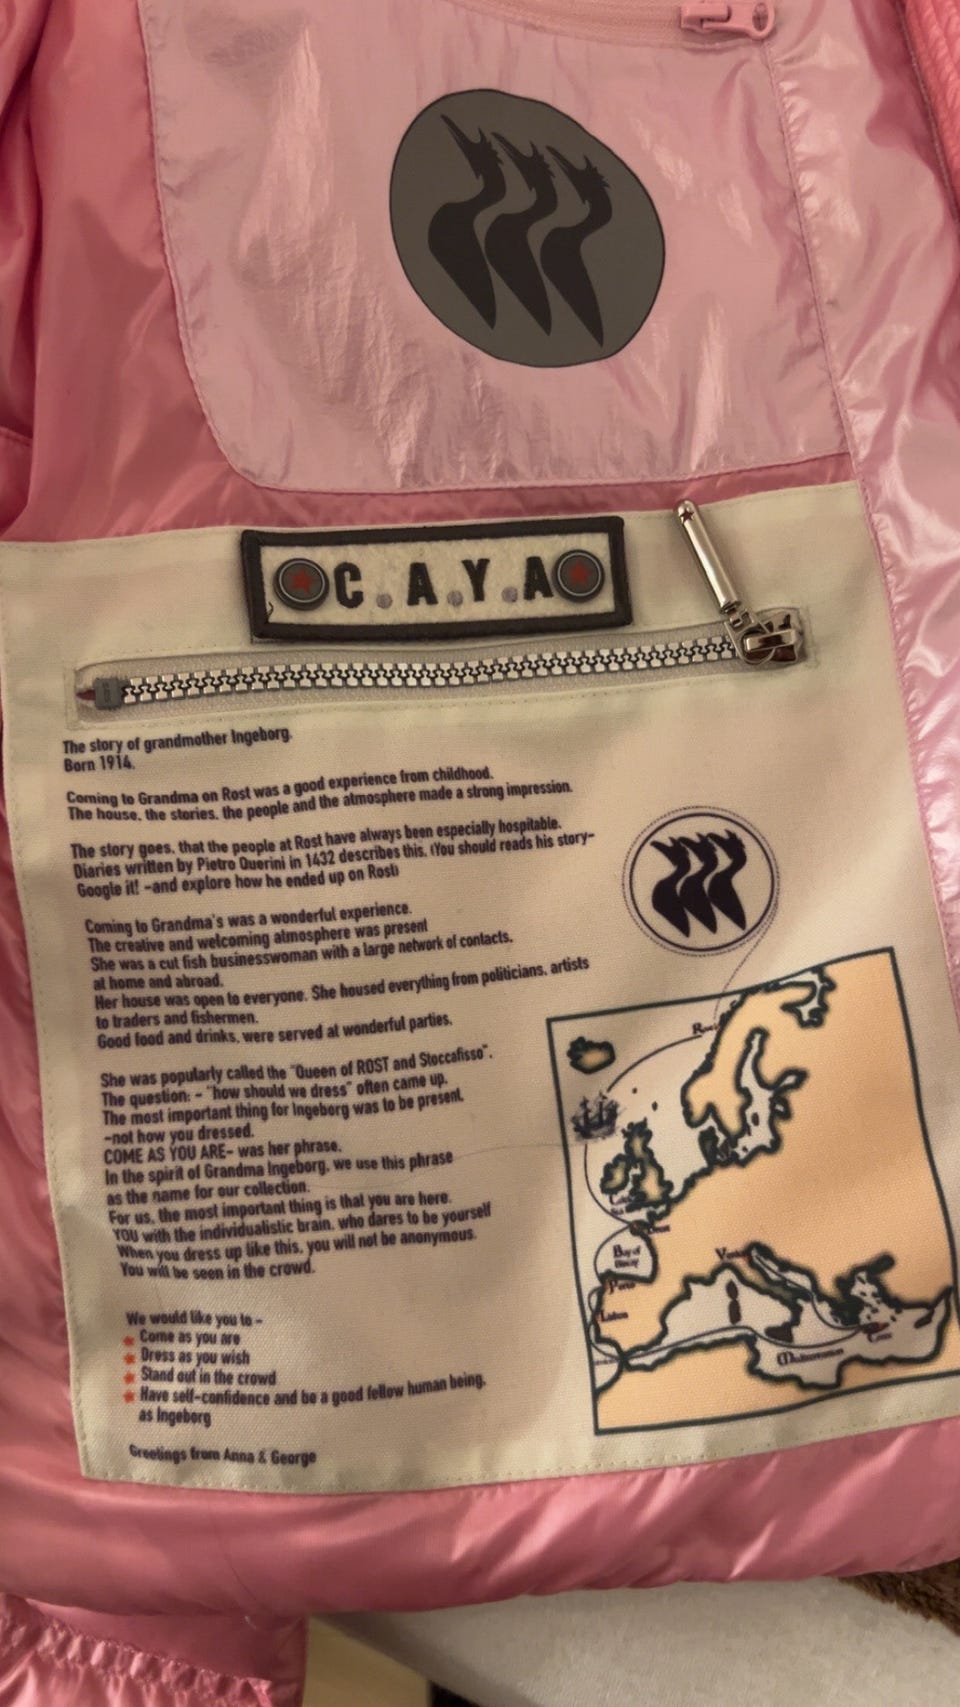 C.A.Y.A
The story of grandmother Ingeborg.
Born 1914.
Coming to Grandma on Rost was a good experience from childhood.
The house, the stories, the people and the atmosphere made a strong impression.
The story goes, that the people at Rost have always been especially hospitable.
Diaries written by Pietro Querini in 1432 describes this. (You should reads his story-
Google it! -and explore how he ended up on Rost)
Coming to Grandma's was a wonderful experience.
The creative and welcoming atmosphere was present
She was a cut fish businesswoman with a large network of contacts,
at home and abroad.
Her house was open to everyone. She housed everything from politicians, artists
to traders and fishermen.
Good food and drinks, were served at wonderful parties.
She was popularly called the "Queen of ROST and Stoccafisso".
The question: - "how should we dress" often came up.
The most important thing for Ingeborg was to be present,
-not how you dressed.
COME AS YOU ARE- was her phrase.
In the spirit of Grandma Ingeborg, we use this phrase
as the name for our collection.
For us, the most important thing is that you are here.
YOU with the individualistic brain, who dares to be yourself
When you dress up like this, you will not be anonymous.
You will be seen in the crowd.
We would like you to -
Come as you are
Dress as you wish
Stand out in the crowd
Have self-confidence and be a good fellow human being,
as Ingeborg
Greetings from Anna & George
Bay of
Biscay
Porto
Lisbon
Mediterranean